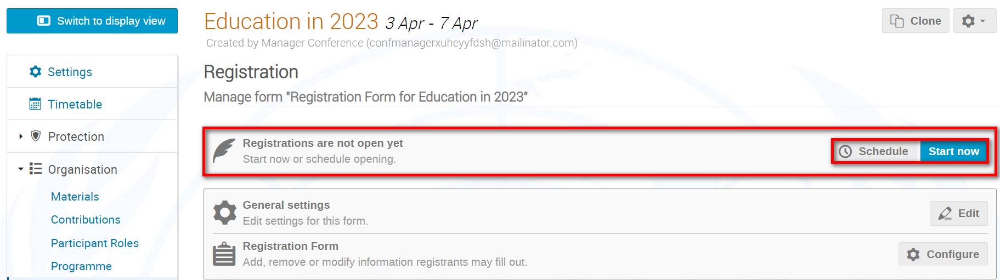 Switch to display view
Education in 2023 3 Apr - 7 Apr
Clone
Created by Manager Conference (confmanagerxuheyyfdsh@mailinator.com)
Settings
Timetable
Protection
Organisation
Materials
Contributions
Participant Roles
Programme
Registration
Manage form "Registration Form for Education in 2023"
Registrations are not open yet
Start now or schedule opening.
Schedule
Start now
General settings
Edit settings for this form.
Edit
Registration Form
Add, remove or modify information registrants may fill out.
Configure